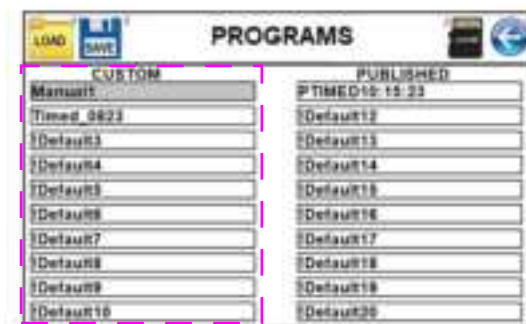 LOAD
SAVE
PROGRAMS
CUSTOM
Manual1
Timed_0823
!Default3
!Default4
!Default5
!Default6
!Default7
!Default8
!Default9
!Default10
PUBLISHED
PTIMED10:15:23
!Default12
!Default13
!Default14
!Default15
!Default16
!Default17
!Default18
!Default19
!Default20